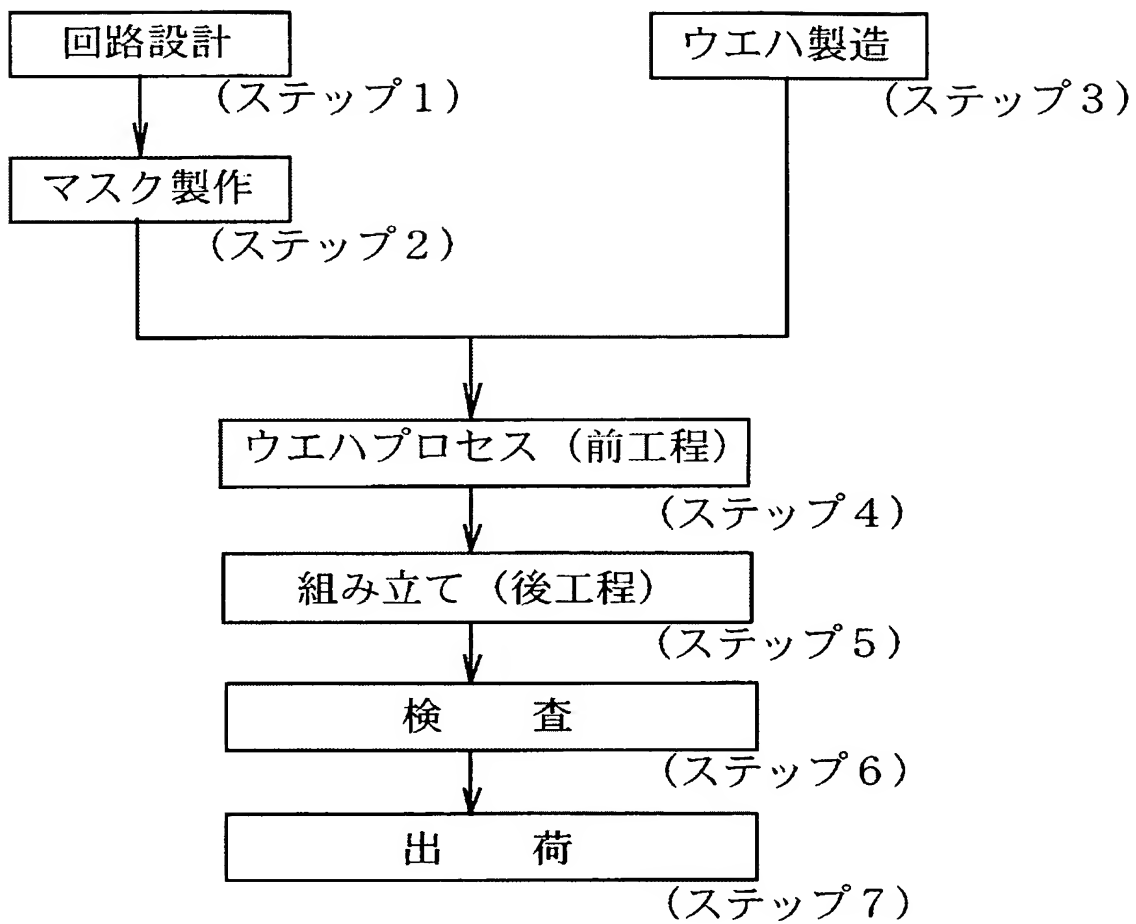 回路設計
(ステップ1)
マスク製作
(ステップ2)
ウエハ製造
(ステップ3)
ウエハプロセス(前工程)
(ステップ4)
組み立て(後工程)
(ステップ5)
検　査
(ステップ6)
出　荷
(ステップ7)